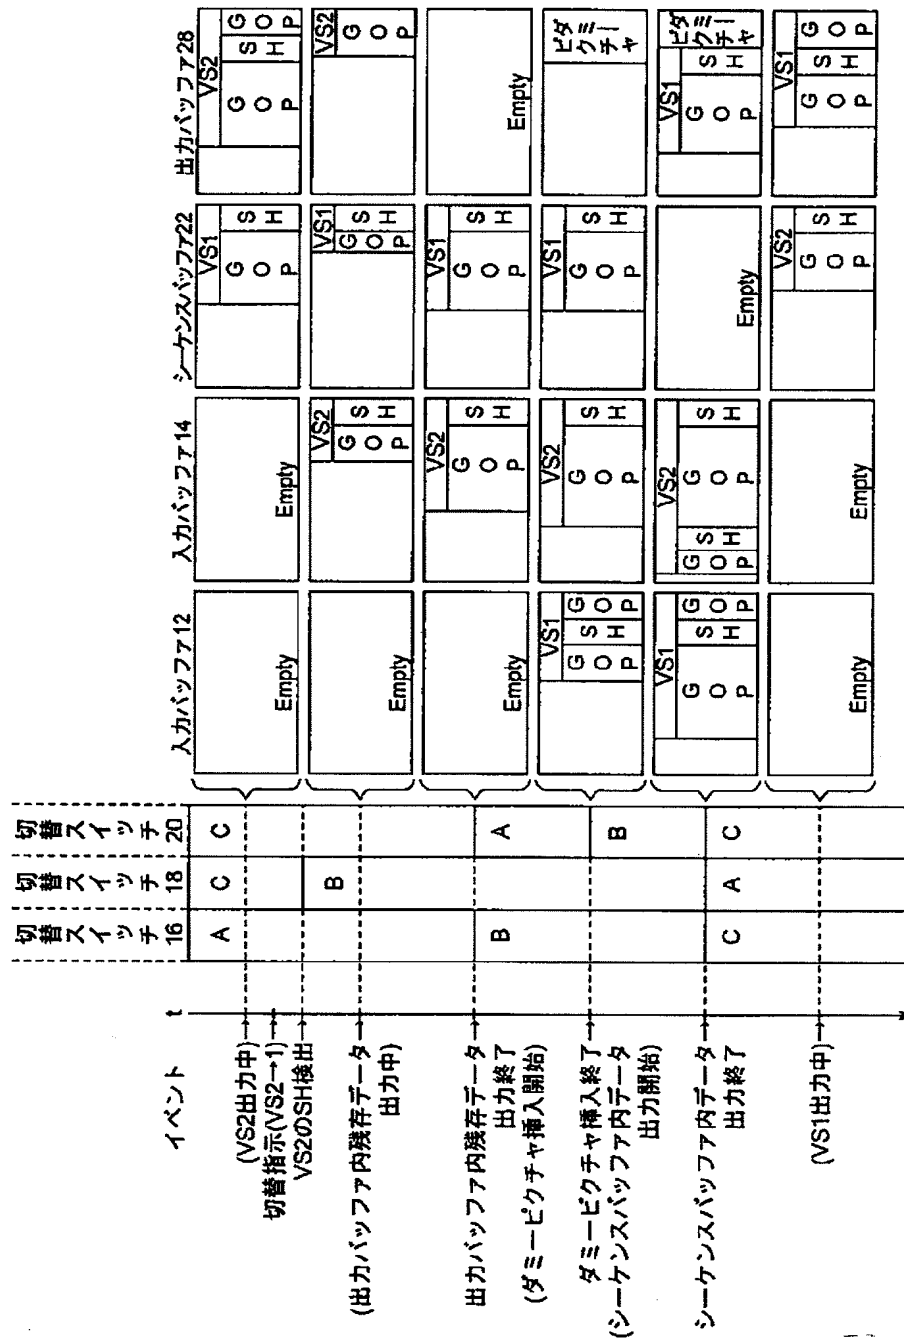 イベント
t
切替スイッチ16
切替スイッチ18
切替スイッチ20
入力バッファ12
入力バッファ14
シーケンスバッファ22
出力バッファ28
(VS2出力中)
切替指示(VS2→1)
VS2のSH検出
A
C
C
Empty
Empty
VS1
GOP
SH
VS2
GOP
SH
GOP
(出力バッファ内残存データ
出力中)
B
Empty
VS2
GOP
SH
VS1
GOP
SH
VS2
GOP
出力バッファ内残存データ
出力終了
(ダミーピクチャ挿入開始)
B
A
Empty
VS2
GOP
SH
VS1
GOP
SH
Empty
ダミーピクチャ挿入終了
(シーケンスバッファ内データ
出力開始)
B
VS1
GOP
SH
GOP
VS2
GOP
SH
VS1
GOP
SH
ダミーピクチャ
シーケンスバッファ内データ
出力終了
C
A
C
VS1
GOP
SH
GOP
VS2
GOP
SH
GOP
SH
Empty
VS1
GOP
SH
ダミーピクチャ
(VS1出力中)
Empty
Empty
VS2
GOP
SH
VS1
GOP
SH
GOP